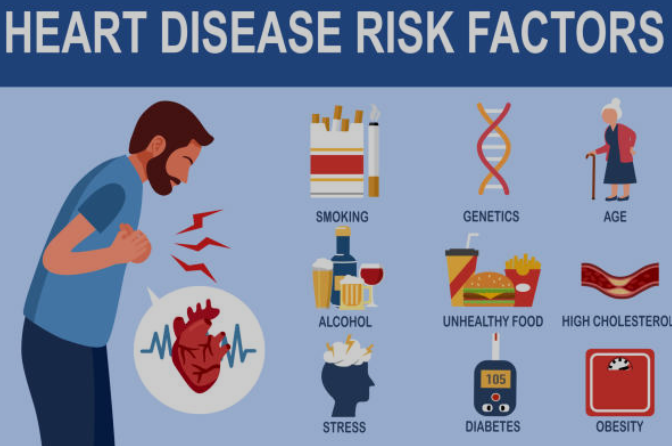 HEART DISEASE RISK FACTORS
SMOKING
GENETICS
AGE
ALCOHOL
UNHEALTHY FOOD
HIGH CHOLESTEROL
STRESS
105
DIABETES
OBESITY